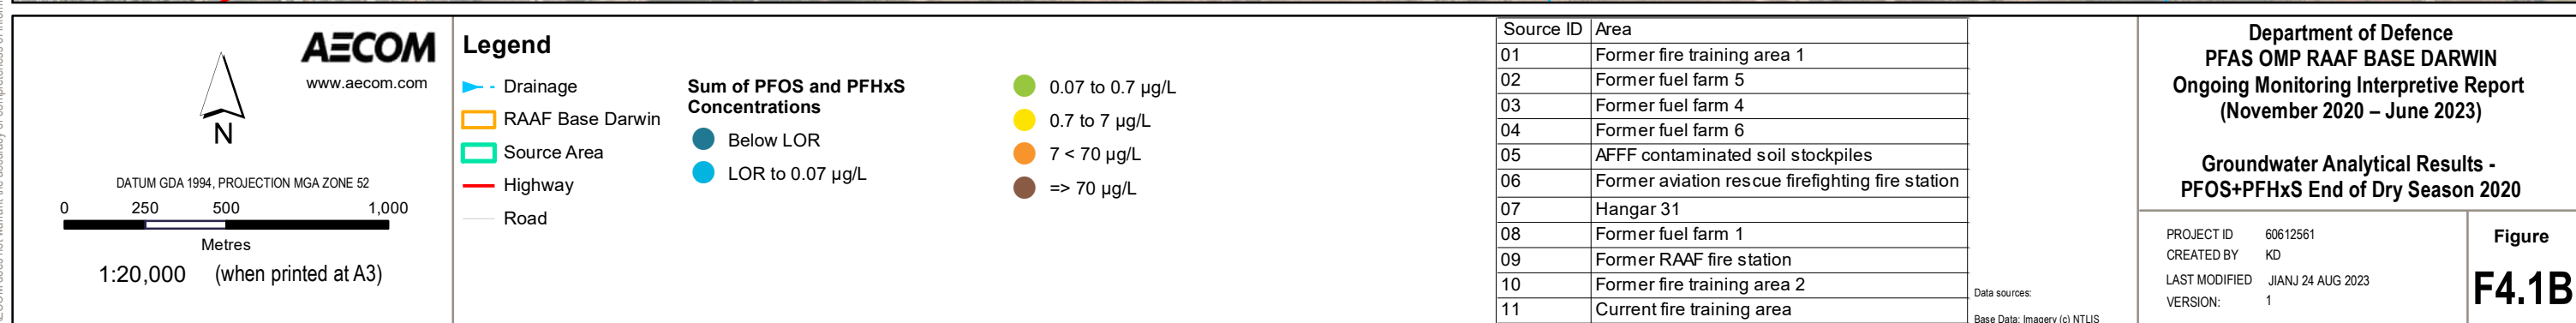 AECOM
www.aecom.com
N
DATUM GDA 1994, PROJECTION MGA ZONE 52
0 250 500 1,000
Metres
1:20,000 (when printed at A3)
Legend
Drainage
RAAF Base Darwin
Source Area
Highway
Road
Sum of PFOS and PFHxS
Concentrations
Below LOR
LOR to 0.07 µg/L
0.07 to 0.7 µg/L
0.7 to 7 µg/L
7 < 70 µg/L
=> 70 µg/L
Source ID Area
01 Former fire training area 1
02 Former fuel farm 5
03 Former fuel farm 4
04 Former fuel farm 6
05 AFFF contaminated soil stockpiles
06 Former aviation rescue firefighting fire station
07 Hangar 31
08 Former fuel farm 1
09 Former RAAF fire station
10 Former fire training area 2
11 Current fire training area
Data sources:
Base Data: Imagery (c) NTLIS
Department of Defence
PFAS OMP RAAF BASE DARWIN
Ongoing Monitoring Interpretive Report
(November 2020 – June 2023)
Groundwater Analytical Results -
PFOS+PFHxS End of Dry Season 2020
PROJECT ID 60612561
CREATED BY KD
LAST MODIFIED JIANJ 24 AUG 2023
VERSION: 1
Figure
F4.1B